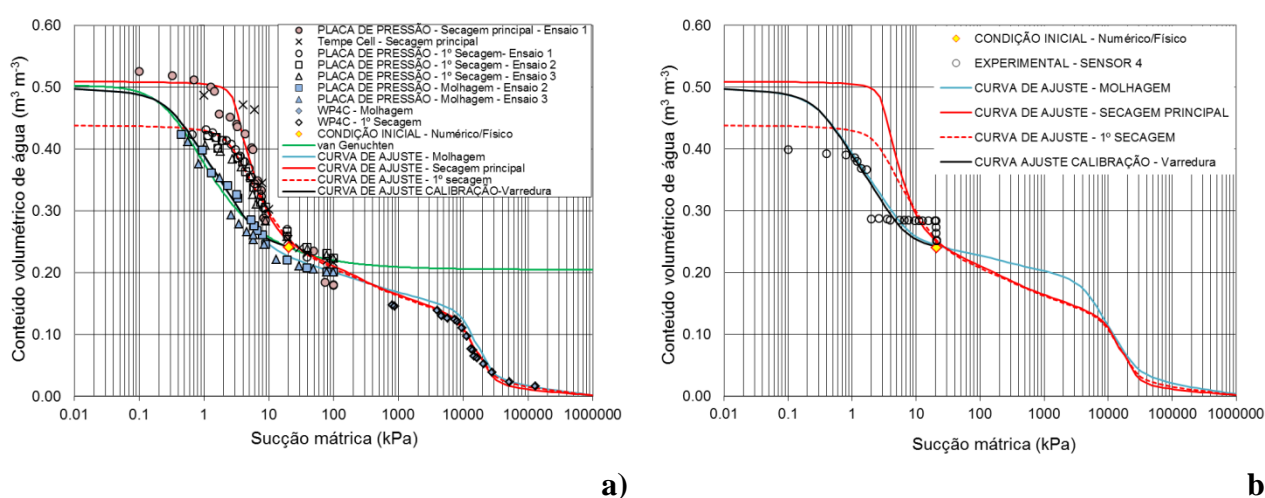 PLACA DE PRESSÃO - Secagem principal - Ensaio 1
Tempe Cell - Secagem principal
PLACA DE PRESSÃO - 1º Secagem- Ensaio 1
PLACA DE PRESSÃO - 1º Secagem - Ensaio 2
PLACA DE PRESSÃO - 1º Secagem - Ensaio 3
PLACA DE PRESSÃO - Molhagem - Ensaio 2
PLACA DE PRESSÃO - Molhagem - Ensaio 3
WP4C - Molhagem
WP4C - 1º Secagem
CONDIÇÃO INICIAL - Numérico/Físico
van Genuchten
CURVA DE AJUSTE - Molhagem
CURVA DE AJUSTE - Secagem principal
CURVA DE AJUSTE - 1º secagem
CURVA DE AJUSTE CALIBRAÇÃO-Varredura
Conteúdo volumétrico de água (m³ m⁻³)
0.60
0.50
0.40
0.30
0.20
0.10
0.00
0.01 0.1 1 10 100 1000 10000 100000 1000000
Sucção mátrica (kPa)
a)
CONDIÇÃO INICIAL - Numérico/Físico
EXPERIMENTAL - SENSOR 4
CURVA DE AJUSTE - MOLHAGEM
CURVA DE AJUSTE - SECAGEM PRINCIPAL
CURVA DE AJUSTE - 1º SECAGEM
CURVA AJUSTE CALIBRAÇÃO - Varredura
Conteúdo volumétrico de água (m³ m⁻³)
0.60
0.50
0.40
0.30
0.20
0.10
0.00
0.01 0.1 1 10 100 1000 10000 100000 1000000
Sucção mátrica (kPa)
b